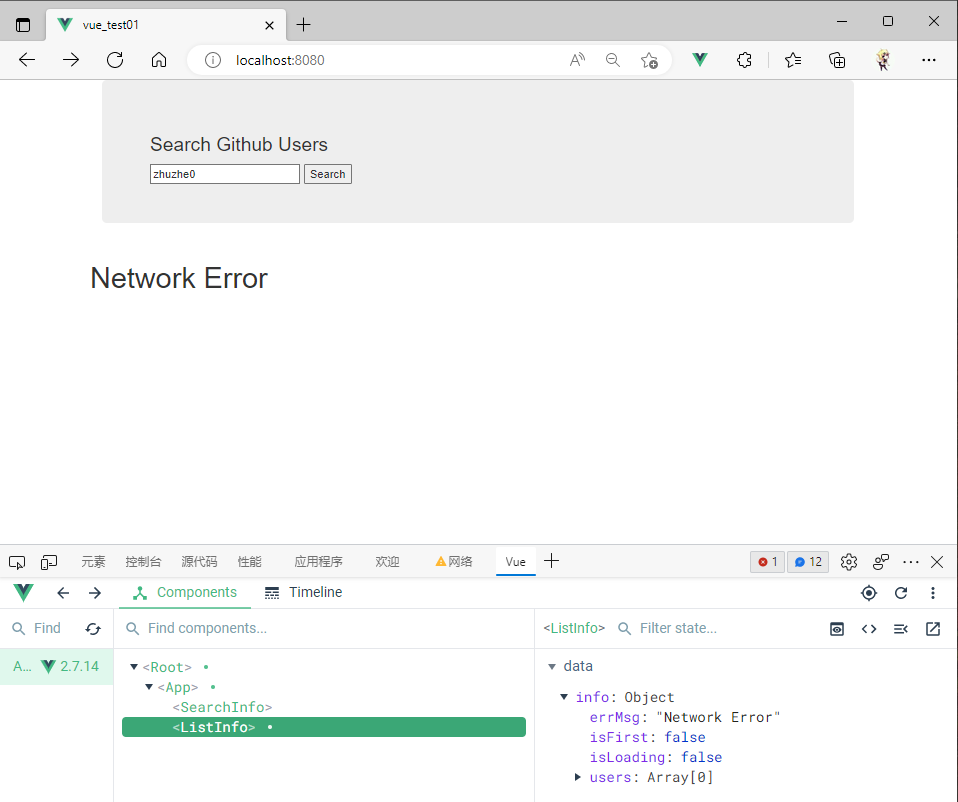 vue_test01
localhost:8080
Search Github Users
zhuzhe0 Search
Network Error
元素 控制台 源代码 性能 应用程序 欢迎 网络 Vue 1 12
Components Timeline
Find Find components... <ListInfo> Filter state...
A... 2.7.14 <Root> data
<App> info: Object
<SearchInfo> errMsg: "Network Error"
<ListInfo> isFirst: false
isLoading: false
users: Array[0]